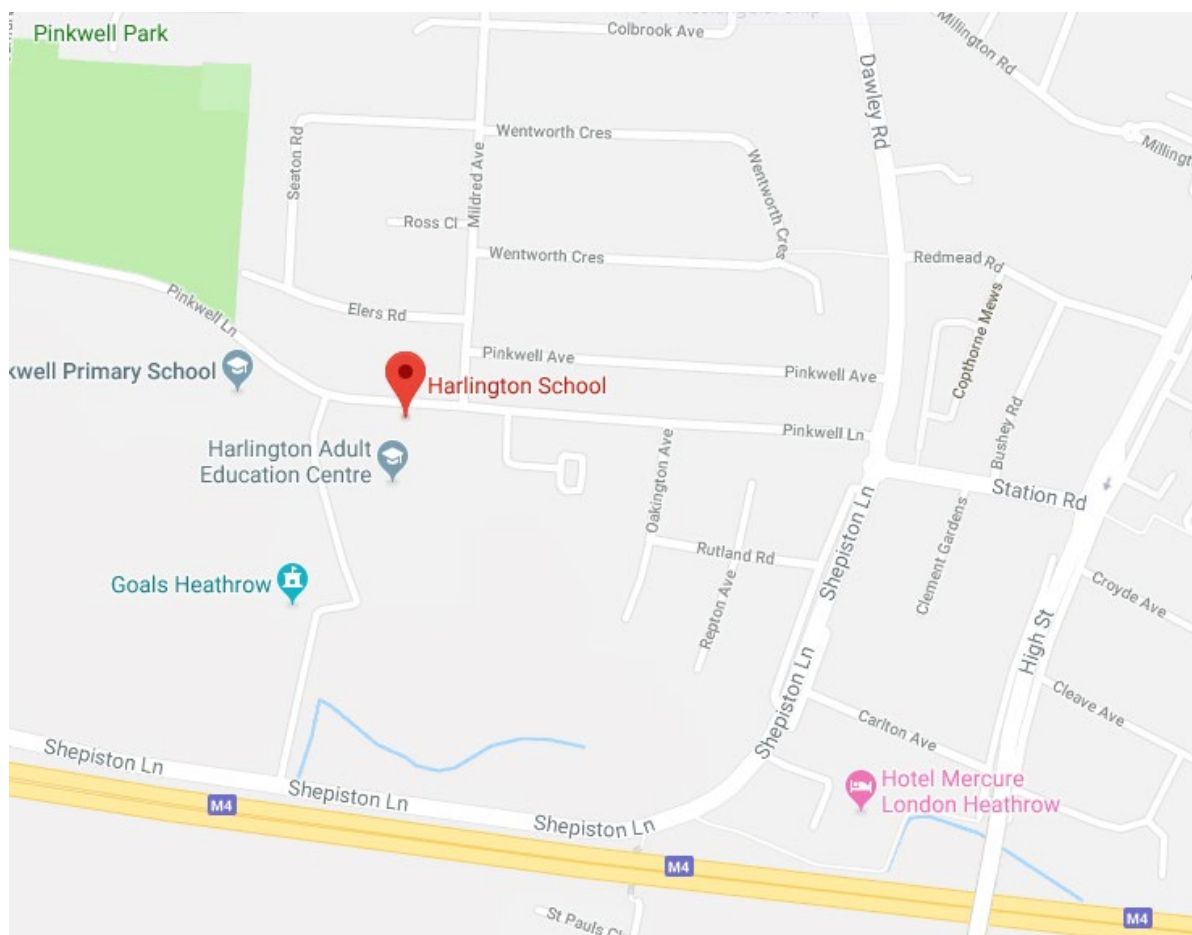 Pinkwell Park
Colbrook Ave
Millington Rd
Dawley Rd
Wentworth Cres
Seaton Rd
Mildred Ave
Wentworth Cres
Ross Cl
Wentworth Cres
Redmead Rd
Pinkwell Ln
Elers Rd
Copthorne Mews
Pinkwell Ave
Pinkwell Ave
kwell Primary School
Harlington School
Bushey Rd
Pinkwell Ln
Harlington Adult
Education Centre
Oakington Ave
Station Rd
Shepiston Ln
Clement Gardens
Rutland Rd
Goals Heathrow
Repton Ave
Croyde Ave
High St
Cleave Ave
Shepiston Ln
Carlton Ave
Shepiston Ln
Shepiston Ln
Hotel Mercure
London Heathrow
M4
Shepiston Ln
M4
M4